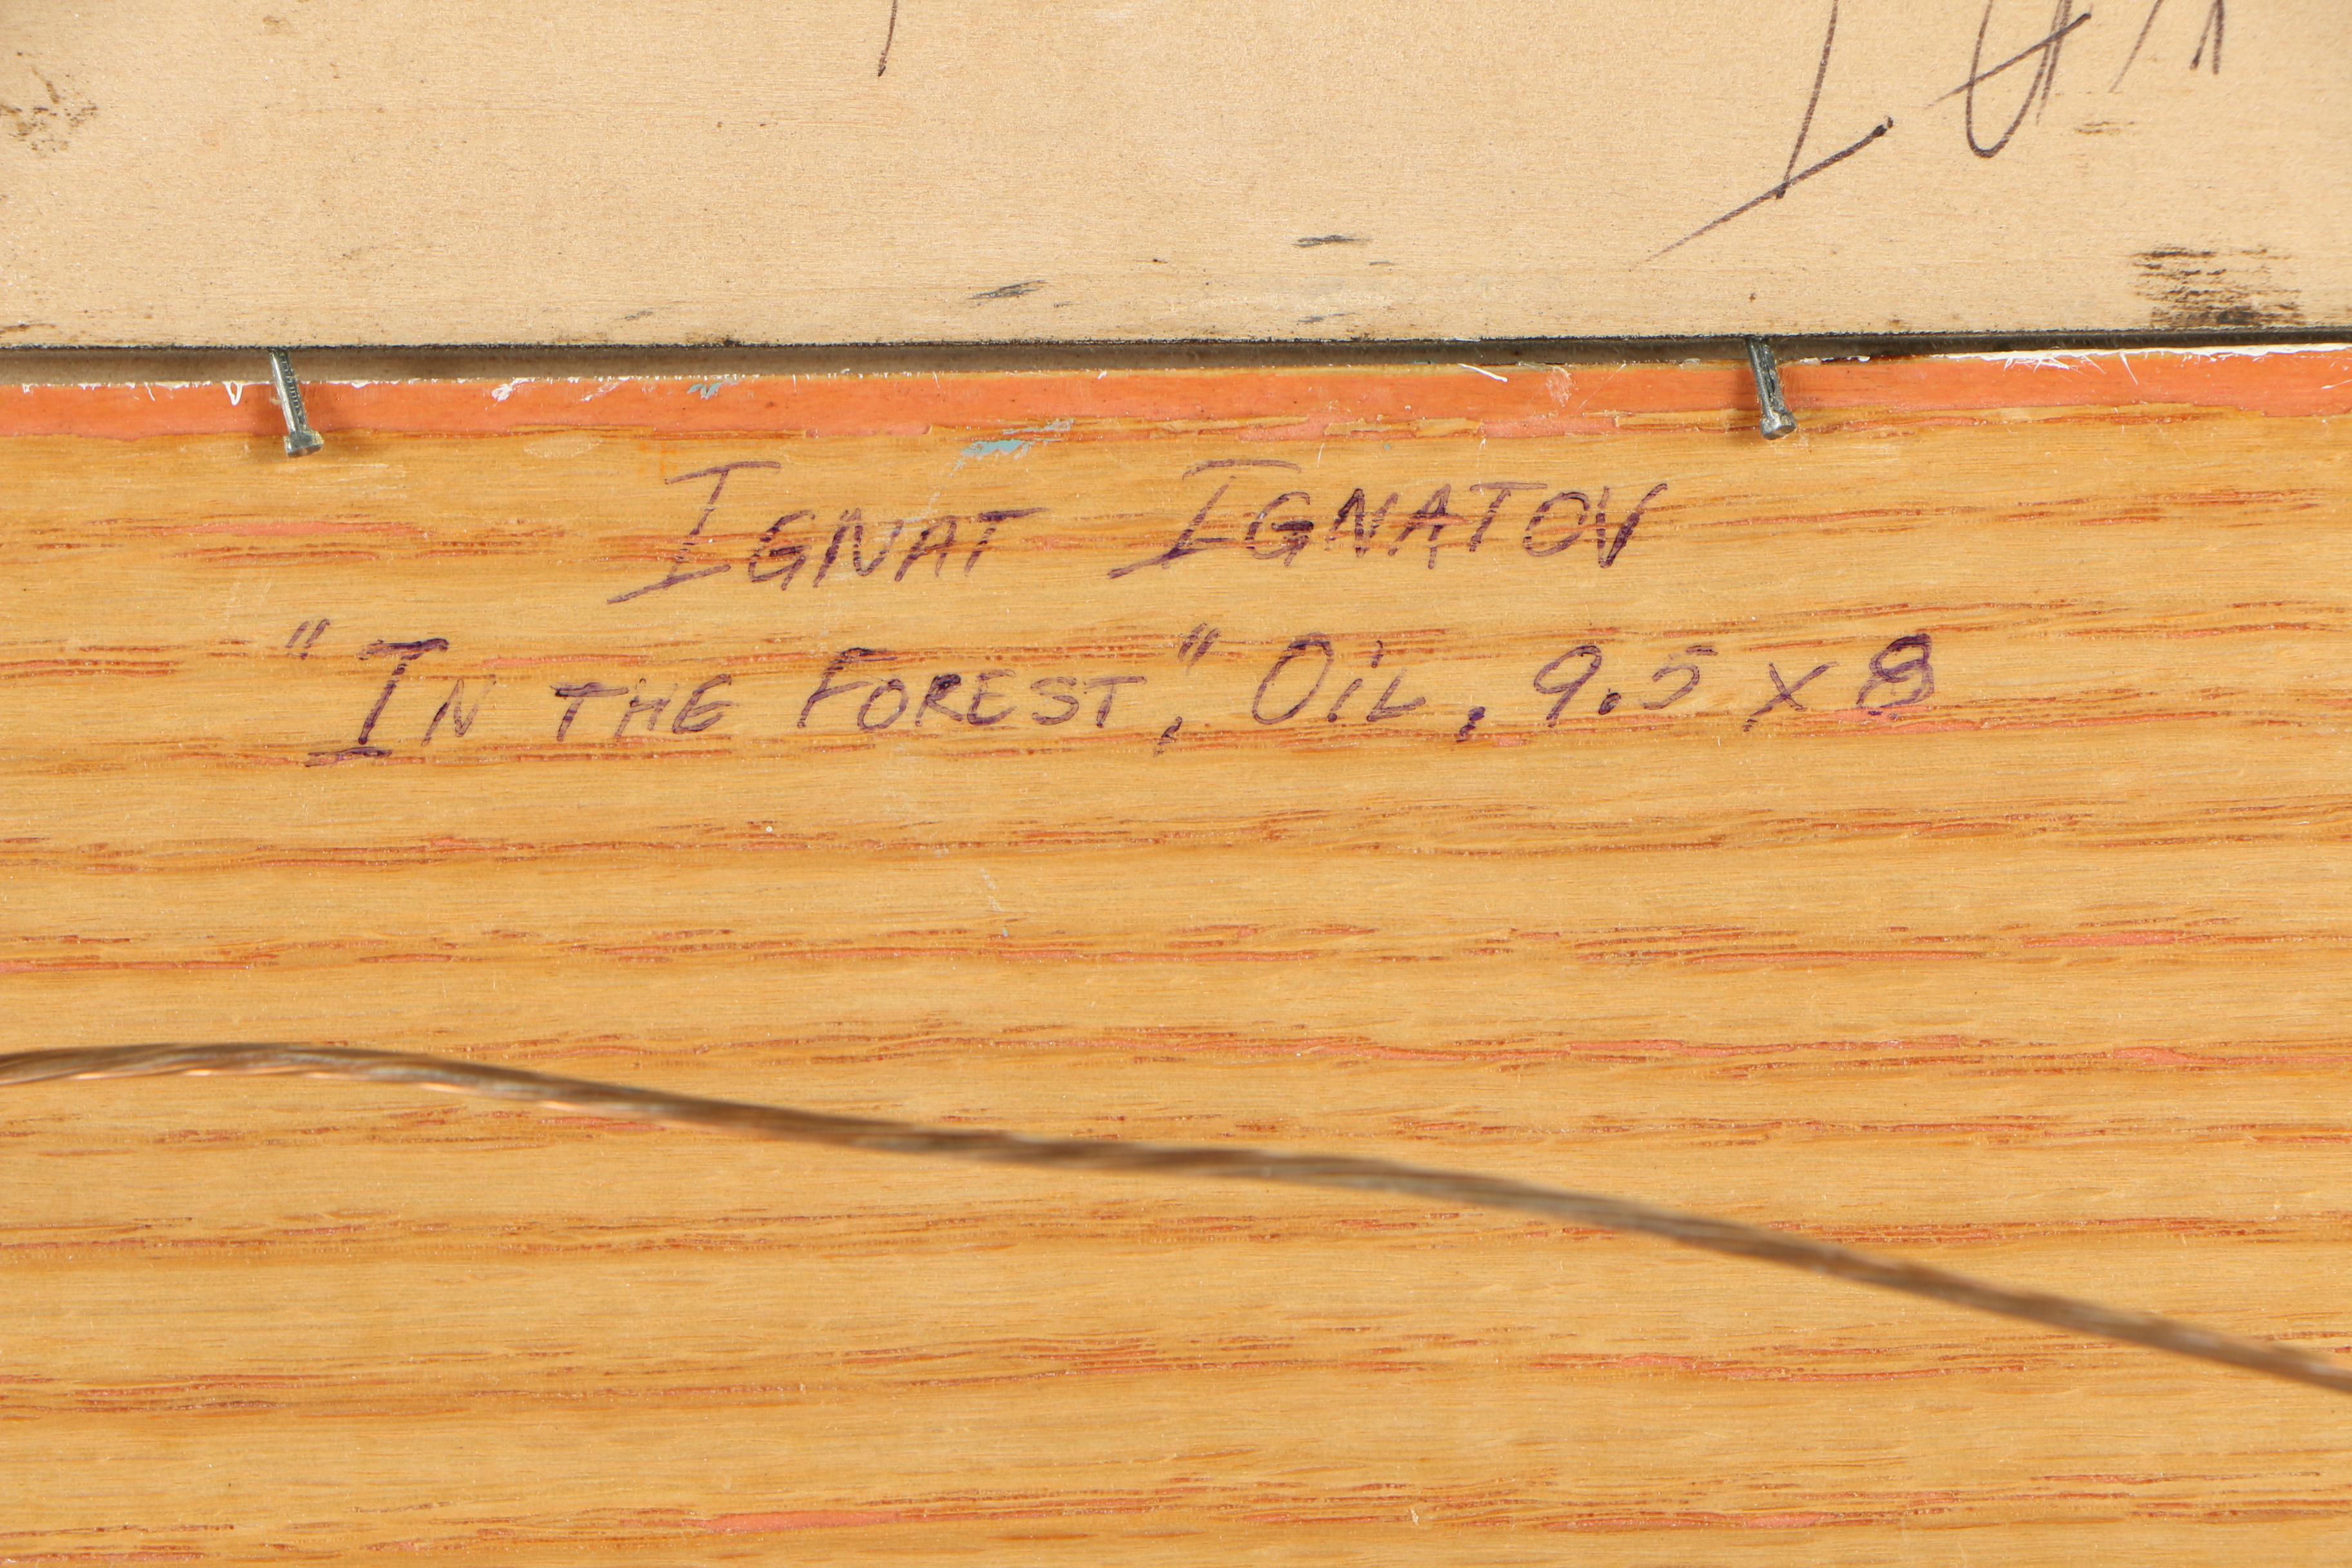 IGNAT IGNATOV
"IN THE FOREST," OIL, 9.5 x 8